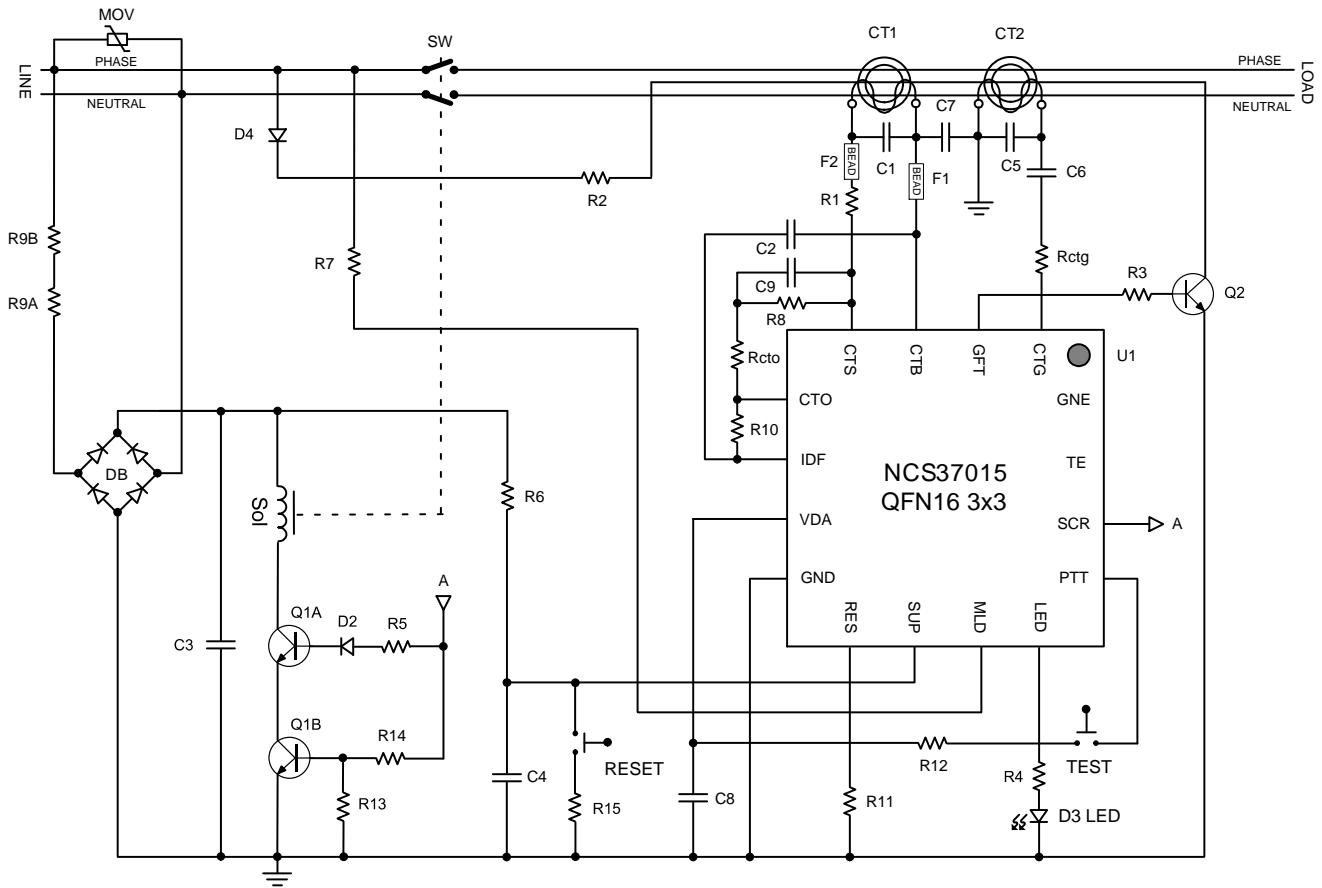 MOV
PHASE
LINE
NEUTRAL
SW
CT1
CT2
PHASE
LOAD
NEUTRAL
D4
R2
C7
C1
C5
C6
F2
BEAD
BEAD
F1
R1
R9B
R9A
R7
C2
C9
R8
Rctg
R3
Q2
Rcto
R10
CTS
CTB
GFT
CTG
U1
CTO
GNE
IDF
TE
NCS37015
QFN16 3x3
VDA
SCR
A
GND
PTT
RES
SUP
MLD
LED
DB
Sol
R6
A
Q1A
D2
R5
C3
Q1B
R14
R13
C4
RESET
R15
C8
R12
TEST
R11
R4
D3 LED